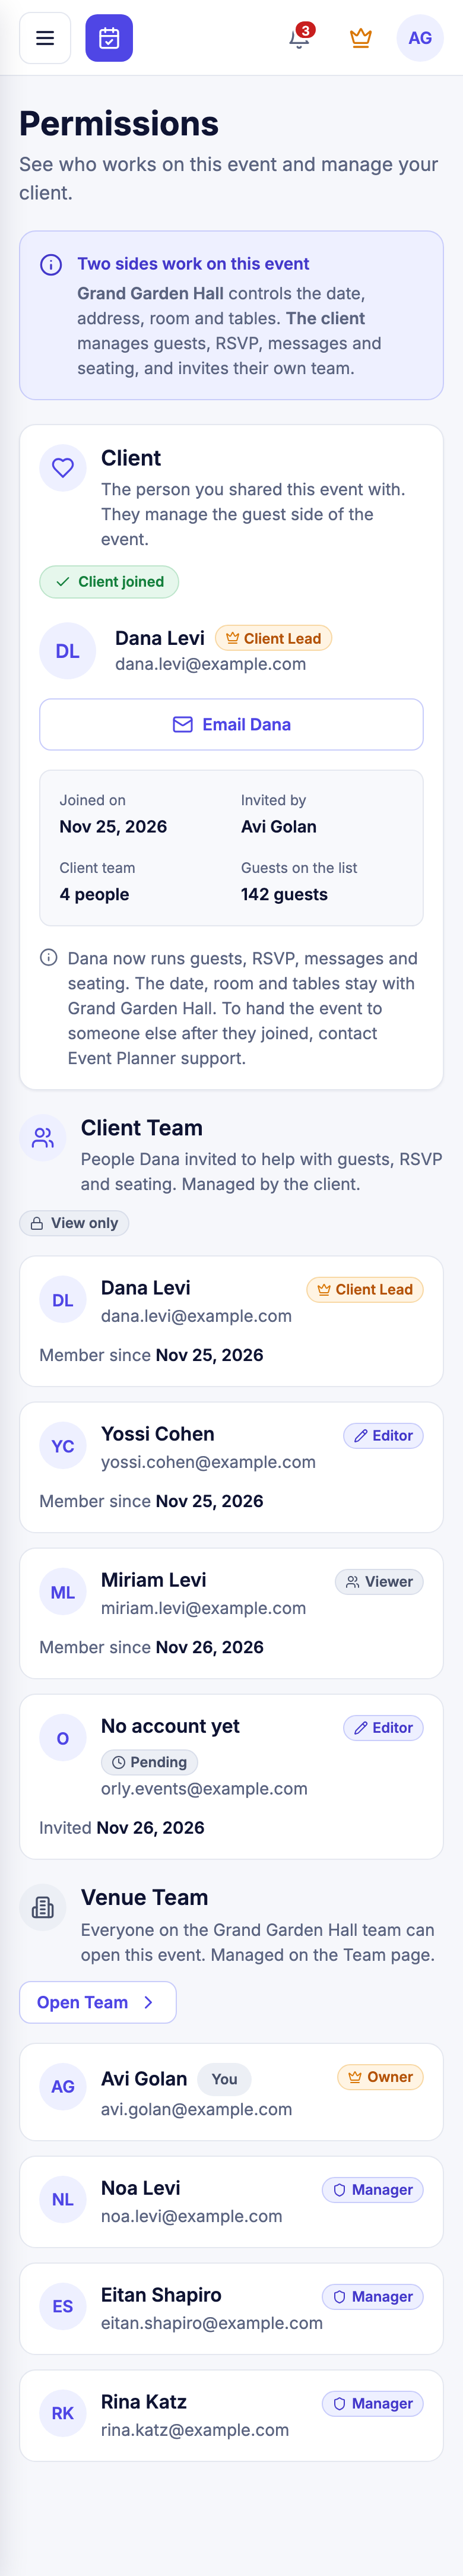 3
AG
Permissions
See who works on this event and manage your
client.
Two sides work on this event
Grand Garden Hall controls the date,
address, room and tables. The client
manages guests, RSVP, messages and
seating, and invites their own team.
Client
The person you shared this event with.
They manage the guest side of the
event.
Client joined
DL
Dana Levi Client Lead
dana.levi@example.com
Email Dana
Joined on Invited by
Nov 25, 2026 Avi Golan
Client team Guests on the list
4 people 142 guests
Dana now runs guests, RSVP, messages and
seating. The date, room and tables stay with
Grand Garden Hall. To hand the event to
someone else after they joined, contact
Event Planner support.
Client Team
People Dana invited to help with guests, RSVP
and seating. Managed by the client.
View only
DL
Dana Levi Client Lead
dana.levi@example.com
Member since Nov 25, 2026
YC
Yossi Cohen Editor
yossi.cohen@example.com
Member since Nov 25, 2026
ML
Miriam Levi Viewer
miriam.levi@example.com
Member since Nov 26, 2026
O
No account yet Editor
Pending
orly.events@example.com
Invited Nov 26, 2026
Venue Team
Everyone on the Grand Garden Hall team can
open this event. Managed on the Team page.
Open Team
AG
Avi Golan You Owner
avi.golan@example.com
NL
Noa Levi Manager
noa.levi@example.com
ES
Eitan Shapiro Manager
eitan.shapiro@example.com
RK
Rina Katz Manager
rina.katz@example.com